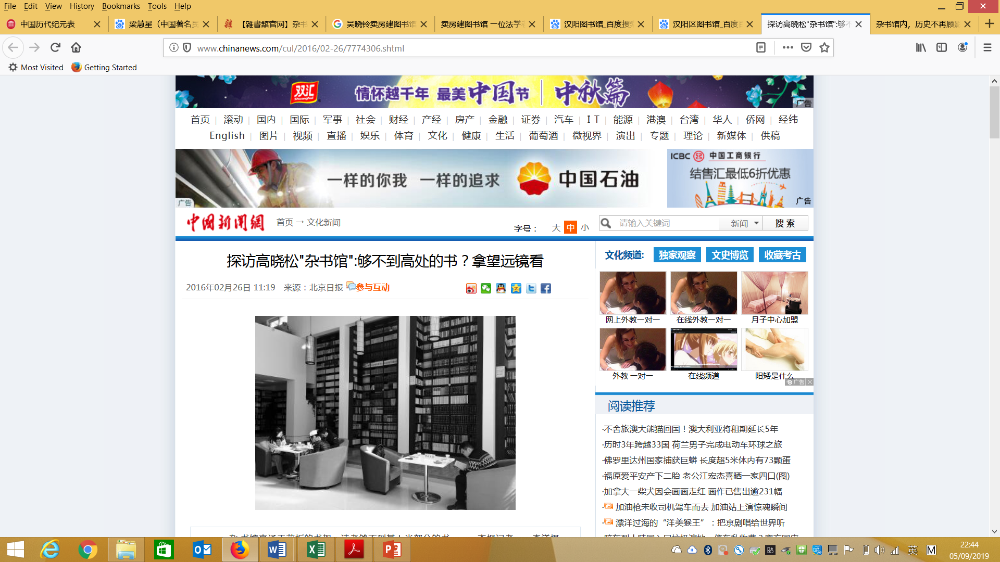 File Edit View History Bookmarks Tools Help
中国历代纪元表
梁慧星（中国著名民
【雜書舘官网】杂书
吴晓铃卖房建图书馆
卖房建图书馆 一位法学
汉阳图书馆_百度搜
汉阳区图书馆_百度
探访高晓松"杂书馆":够不
杂书馆内，历史不再顾
www.chinanews.com/cul/2016/02-26/7774306.shtml
Most Visited Getting Started
双汇
Shuanghui
情怀越千年 最美中国节 中秋篇
广告
首页 滚动 国内 国际 军事 社会 财经 产经 房产 金融 证券 汽车 I T 能源 港澳 台湾 华人 侨网 经纬
English 图片 视频 直播 娱乐 体育 文化 健康 生活 葡萄酒 微视界 演出 专题 理论 新媒体 供稿
一样的你我 一样的追求 中国石油
广告
ICBC 中国工商银行
结售汇最低6折优惠
广告
中國新聞網
首页 → 文化新闻
字号： 大 中 小
请输入关键词 新闻 搜 索
探访高晓松"杂书馆":够不到高处的书？拿望远镜看
2016年02月26日 11:19 来源：北京日报 参与互动
文化频道: 独家观察 文史博览 收藏考古
网上外教一对一 在线外教一对一 月子中心加盟
外教 一对一 在线频道 阳矮是什么
广告
阅读推荐
·不舍旅澳大熊猫回国！澳大利亚将租期延长5年
·历时3年跨越33国 荷兰男子完成电动车环球之旅
·佛罗里达州国家捕获巨蟒 长度超5米体内有73颗蛋
·福原爱平安产下二胎 老公江宏杰喜晒一家四口(图)
·加拿大一柴犬因会画画走红 画作已售出逾231幅
·加油枪未收司机驾车而去 加油站上演惊魂瞬间
·漂洋过海的“洋美猴王”：把京剧唱给世界听
英 M
22:44
05/09/2019